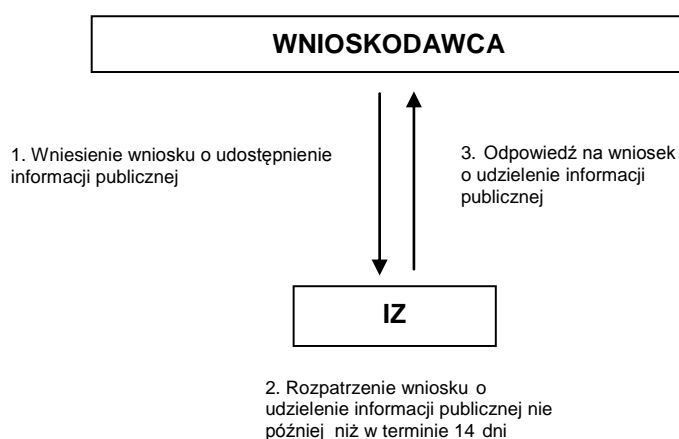 WNIOSKODAWCA
1. Wniesienie wniosku o udostępnienie
informacji publicznej
3. Odpowiedź na wniosek
o udzielenie informacji
publicznej
IZ
2. Rozpatrzenie wniosku o
udzielenie informacji publicznej nie
później niż w terminie 14 dni